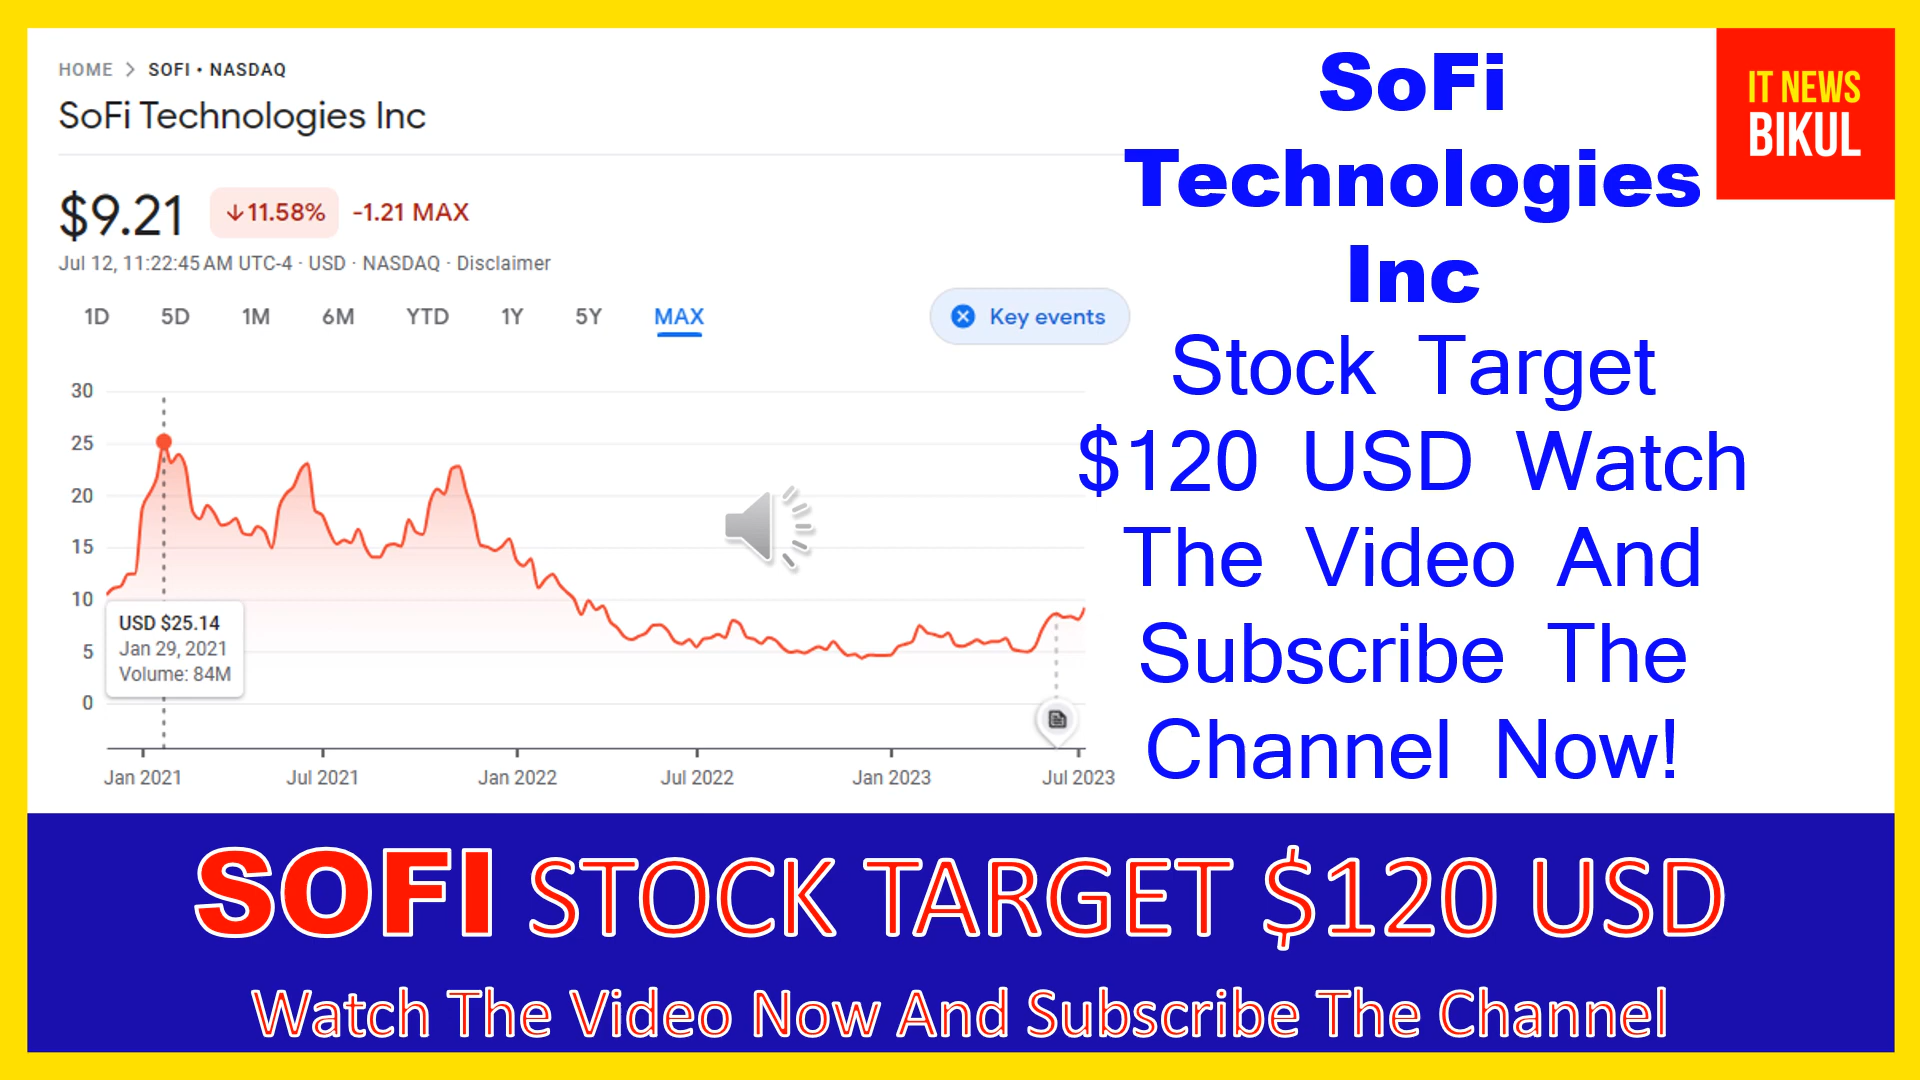 HOME > SOFI • NASDAQ
SoFi Technologies Inc
$9.21 ↓11.58% -1.21 MAX
Jul 12, 11:22:45 AM UTC-4 · USD · NASDAQ · Disclaimer
1D 5D 1M 6M YTD 1Y 5Y MAX
Key events
30
25
20
15
10
5
0
USD $25.14
Jan 29, 2021
Volume: 84M
Jan 2021 Jul 2021 Jan 2022 Jul 2022 Jan 2023 Jul 2023
SoFi
Technologies
Inc
Stock Target
$120 USD Watch
The Video And
Subscribe The
Channel Now!
IT NEWS
BIKUL
SOFI STOCK TARGET $120 USD
Watch The Video Now And Subscribe The Channel